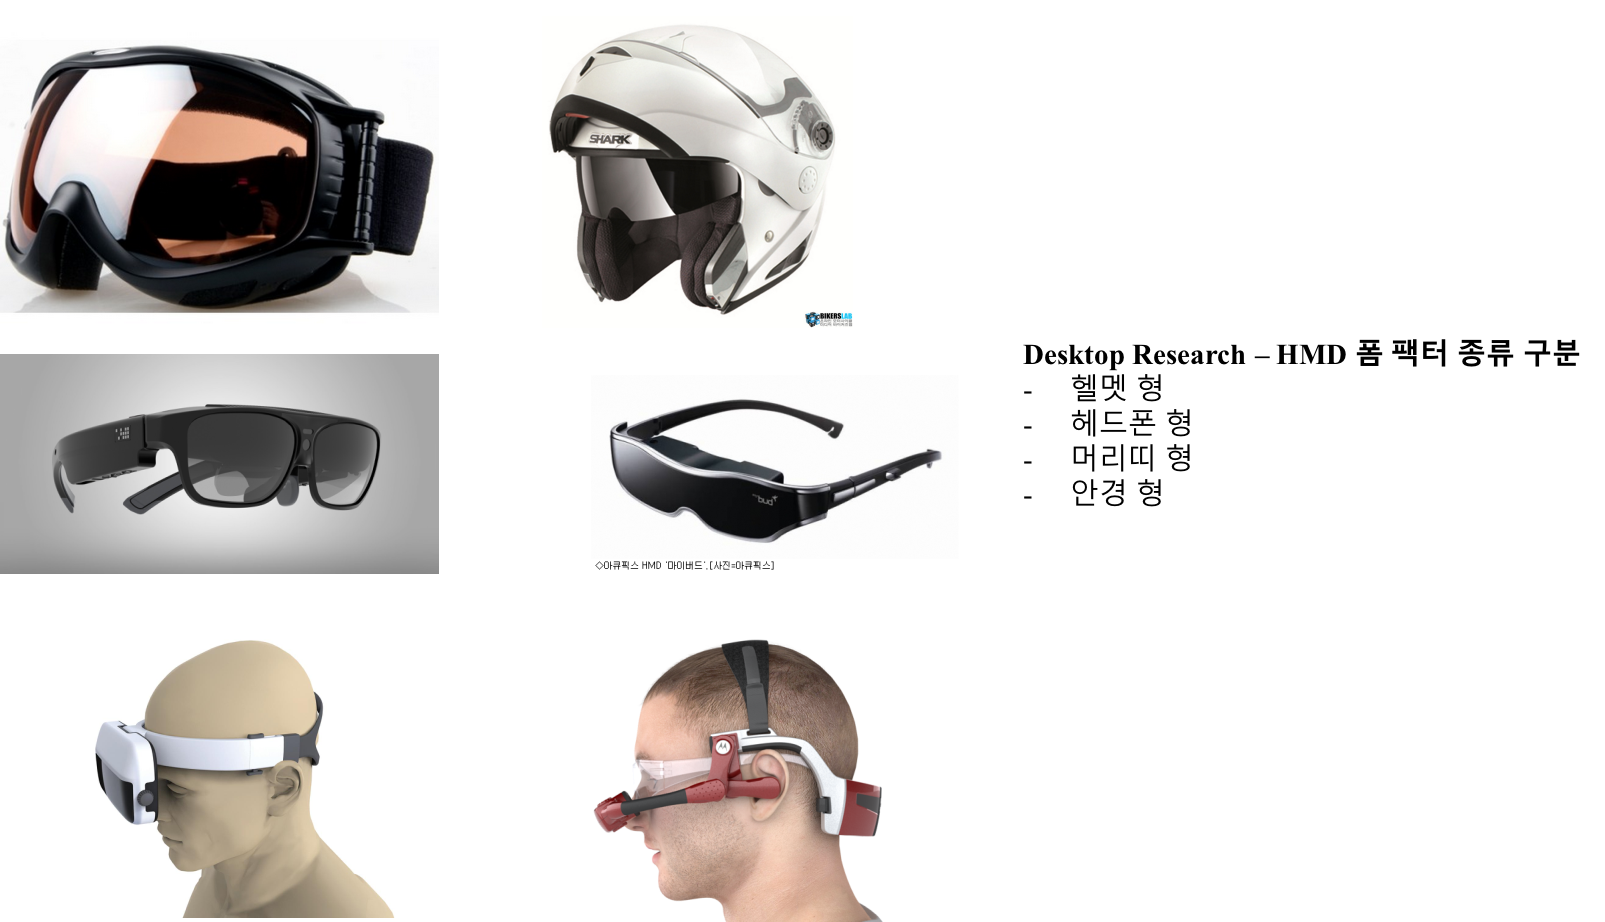 SHARK
BIKERSLAB
Desktop Research – HMD 폼 팩터 종류 구분
- 헬멧 형
- 헤드폰 형
- 머리띠 형
- 안경 형
bud
◇아큐픽스 HMD '마이버드'.[사진=아큐픽스]